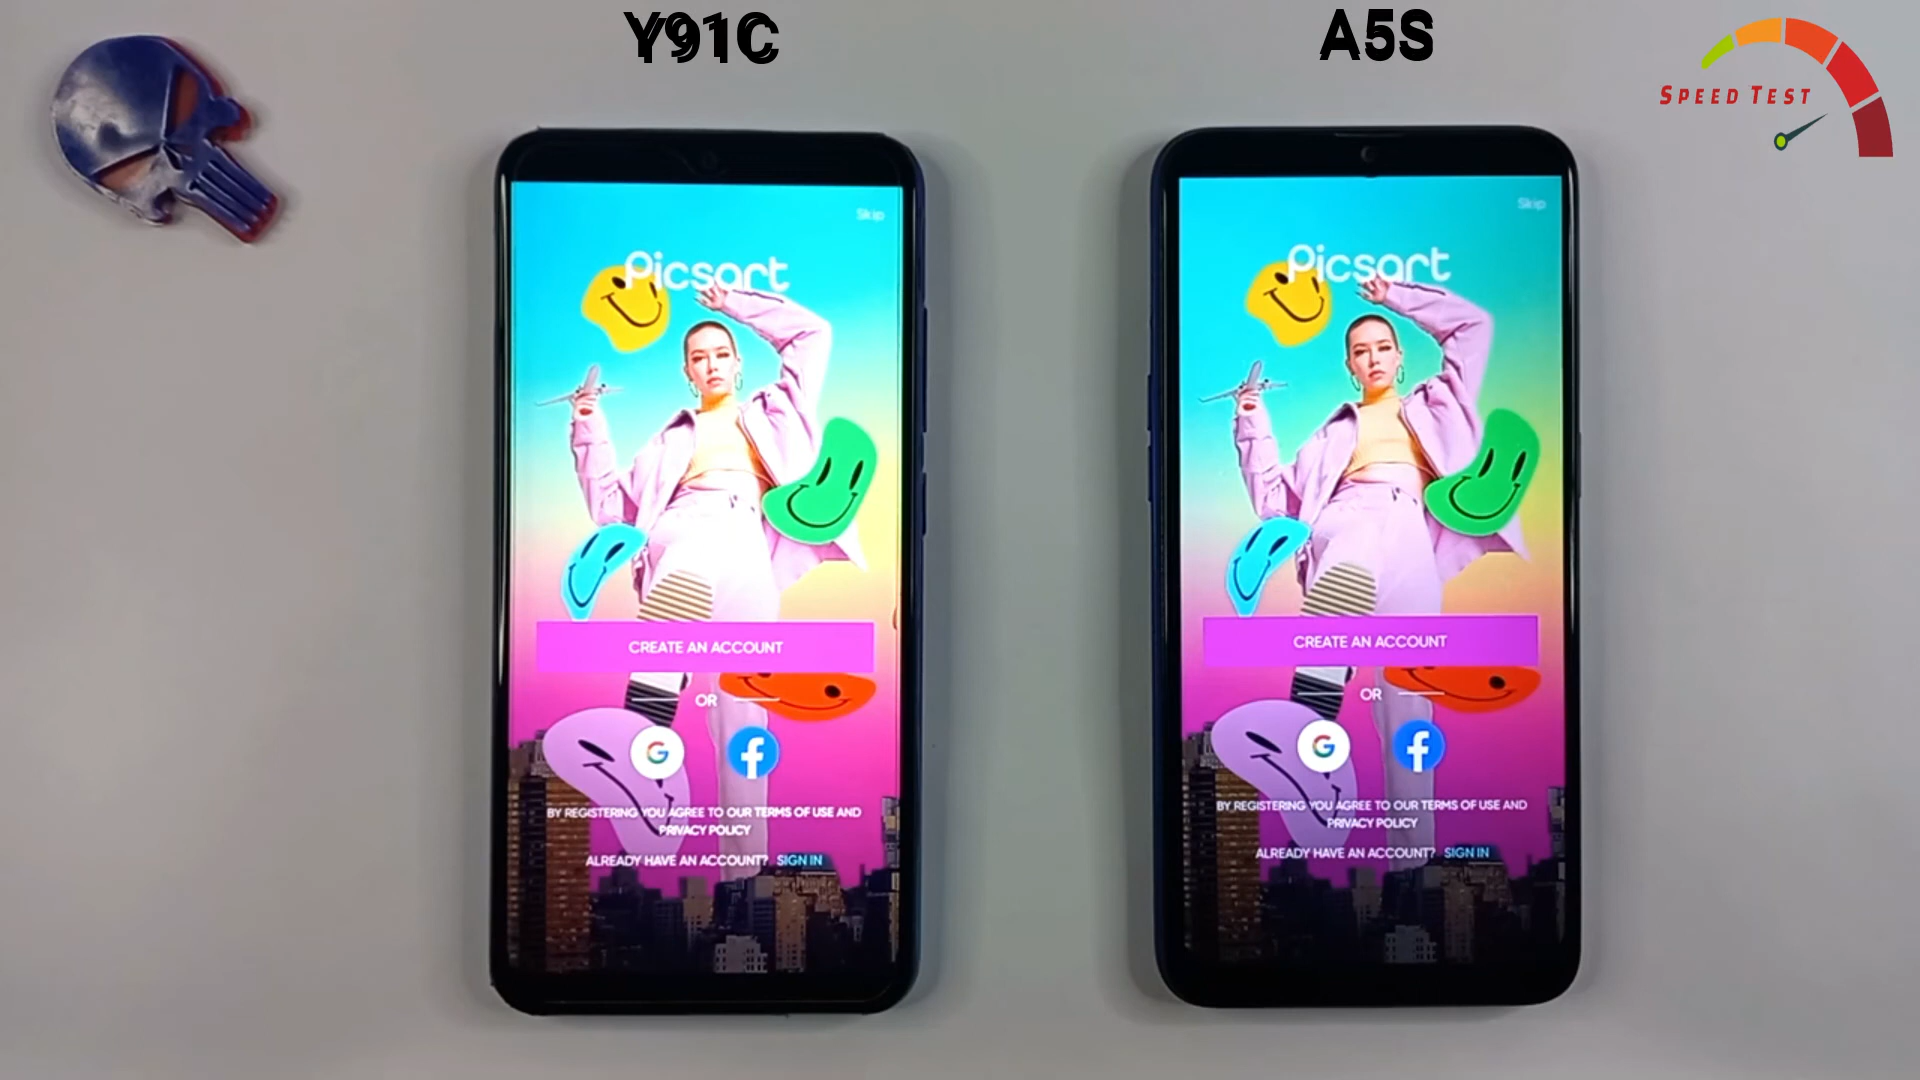 Y91C
A5S
SPEED TEST
Skip
Picsart
CREATE AN ACCOUNT
OR
G f
BY REGISTERING YOU AGREE TO OUR TERMS OF USE AND
PRIVACY POLICY
ALREADY HAVE AN ACCOUNT? SIGN IN
Skip
Picsart
CREATE AN ACCOUNT
OR
G f
BY REGISTERING YOU AGREE TO OUR TERMS OF USE AND
PRIVACY POLICY
ALREADY HAVE AN ACCOUNT? SIGN IN